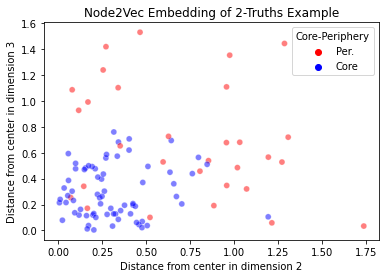 Node2Vec Embedding of 2-Truths Example
Core-Periphery
Per.
Core
Distance from center in dimension 3
1.6
1.4
1.2
1.0
0.8
0.6
0.4
0.2
0.0
0.00 0.25 0.50 0.75 1.00 1.25 1.50 1.75
Distance from center in dimension 2